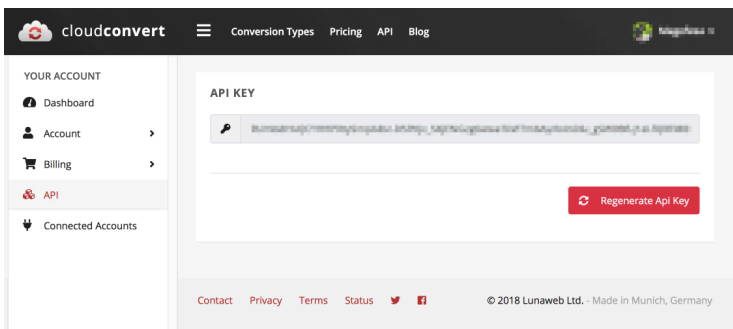 cloudconvert
Conversion Types Pricing API Blog
YOUR ACCOUNT
Dashboard
Account
Billing
API
Connected Accounts
API KEY
Regenerate Api Key
Contact Privacy Terms Status
© 2018 Lunaweb Ltd. - Made in Munich, Germany